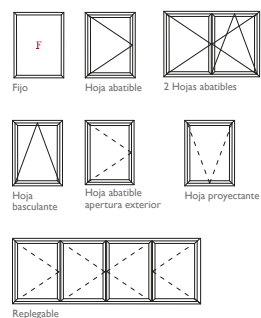 F
Fijo
Hoja abatible
2 Hojas abatibles
Hoja
basculante
Hoja abatible
apertura exterior
Hoja proyectante
Replegable